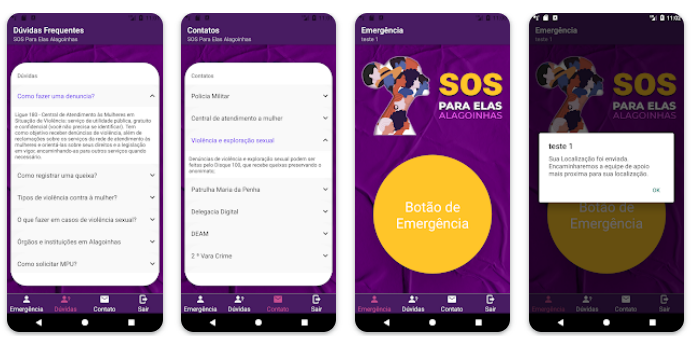 11:02
Dúvidas Frequentes
SOS Para Elas Alagoinhas
Dúvidas
Como fazer uma denuncia?
Ligue 180 - Central de Atendimento às Mulheres em
Situação de Violência: serviço de utilidade pública, gratuito
e confidencial (você não precisa se identificar). Tem
como objetivo receber denúncias de violência, além de
reclamações sobre os serviços da rede de atendimento às
mulheres e orientá-las sobre seus direitos e a legislação
em vigor, encaminhando-as para outros serviços quando
necessário.
Como registrar uma queixa?
Tipos de violência contra à mulher?
O que fazer em casos de violência sexual?
Orgãos e instituições em Alagoinhas
Como solicitar MPU?
Emergência Dúvidas Contato Sair
Contatos
SOS Para Elas Alagoinhas
Contatos
Policia Militar
Central de atendimento a mulher
Violência e exploração sexual
Denúncias de violência e exploração sexual podem ser
feitas pelo Disque 100, que recebe queixas presevando o
anonimato;
Patrulha Maria da Penha
Delegacia Digital
DEAM
2 ª Vara Crime
Emergência Dúvidas Contato Sair
Emergência
teste 1
SOS
PARA ELAS
ALAGOINHAS
Botão de
Emergência
Emergência Dúvidas Contato Sair
11:02
Emergência
teste 1
SOS
PARA ELAS
ALAGOINHAS
teste 1
Sua Localização foi enviada
Encaminharemos a equipe de apoio
mais próxima para sua localização.
OK
Botão de
Emergência
Emergência Dúvidas Contato Sair